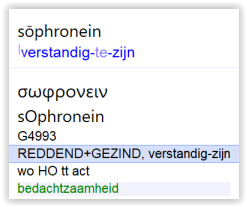 sōphronein
verstandig-te-zijn
σωφρονειν
sOphronein
G4993
REDDEND+GEZIND, verstandig-zijn
wo HO tt act
bedachtzaamheid